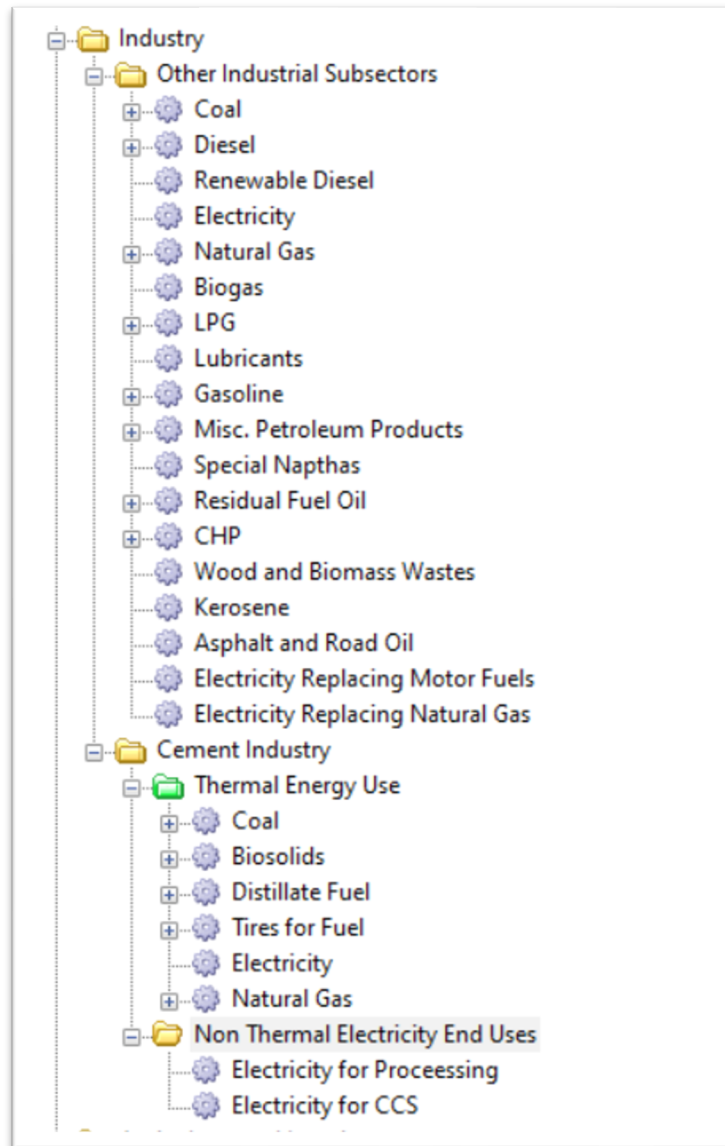 Industry
Other Industrial Subsectors
Coal
Diesel
Renewable Diesel
Electricity
Natural Gas
Biogas
LPG
Lubricants
Gasoline
Misc. Petroleum Products
Special Napthas
Residual Fuel Oil
CHP
Wood and Biomass Wastes
Kerosene
Asphalt and Road Oil
Electricity Replacing Motor Fuels
Electricity Replacing Natural Gas
Cement Industry
Thermal Energy Use
Coal
Biosolids
Distillate Fuel
Tires for Fuel
Electricity
Natural Gas
Non Thermal Electricity End Uses
Electricity for Proceessing
Electricity for CCS